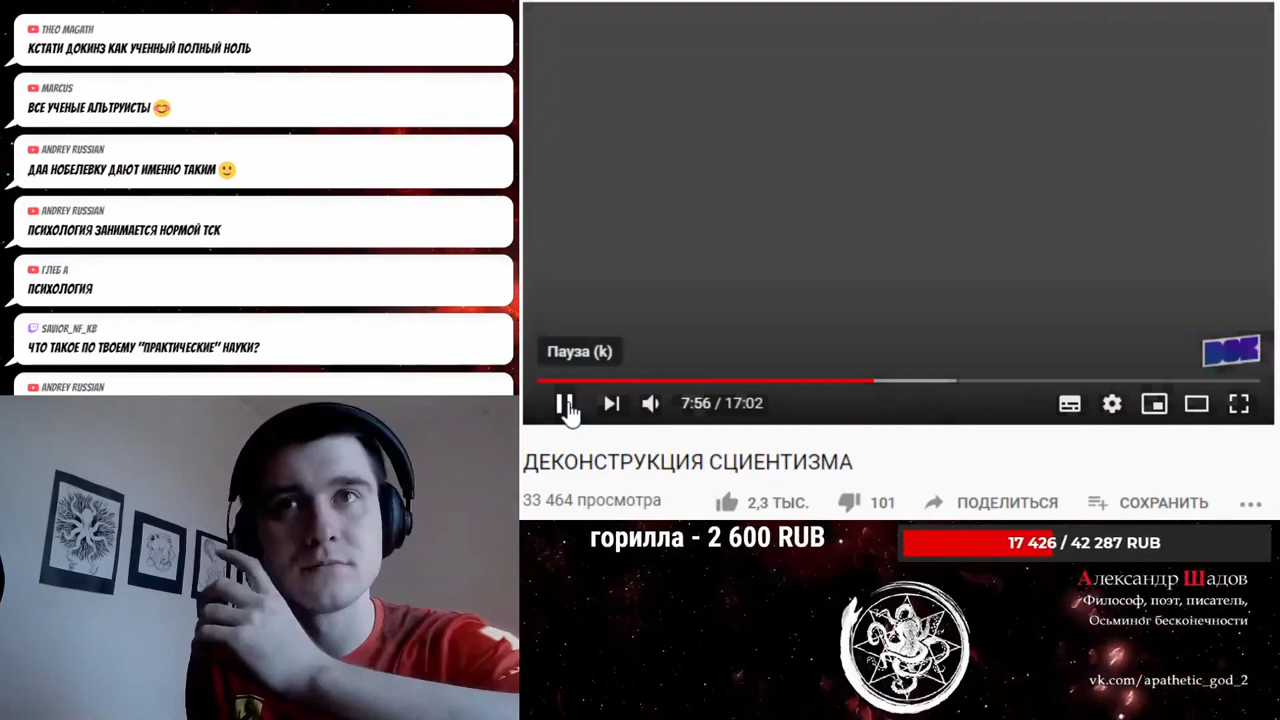 THEO MAGATH
КСТАТИ ДОКИНЗ КАК УЧЕННЫЙ ПОЛНЫЙ НОЛЬ
MARCUS
ВСЕ УЧЕНЫЕ АЛЬТРУИСТЫ 😊
ANDREY RUSSIAN
ДАА НОБЕЛЕВКУ ДАЮТ ИМЕННО ТАКИМ 🙂
ANDREY RUSSIAN
ПСИХОЛОГИЯ ЗАНИМАЕТСЯ НОРМОЙ ТСК
ГЛЕБ А
ПСИХОЛОГИЯ
SAVIOR_NF_KB
ЧТО ТАКОЕ ПО ТВОЕМУ "ПРАКТИЧЕСКИЕ" НАУКИ?
ANDREY RUSSIAN
Пауза (k)
7:56 / 17:02
ДЕКОНСТРУКЦИЯ СЦИЕНТИЗМА
33 464 просмотра
2,3 ТЫС.
101
ПОДЕЛИТЬСЯ
СОХРАНИТЬ
горилла - 2 600 RUB
17 426 / 42 287 RUB
Александр Шадов
Философ, поэт, писатель,
Осьминог бесконечности
vk.com/apathetic_god_2